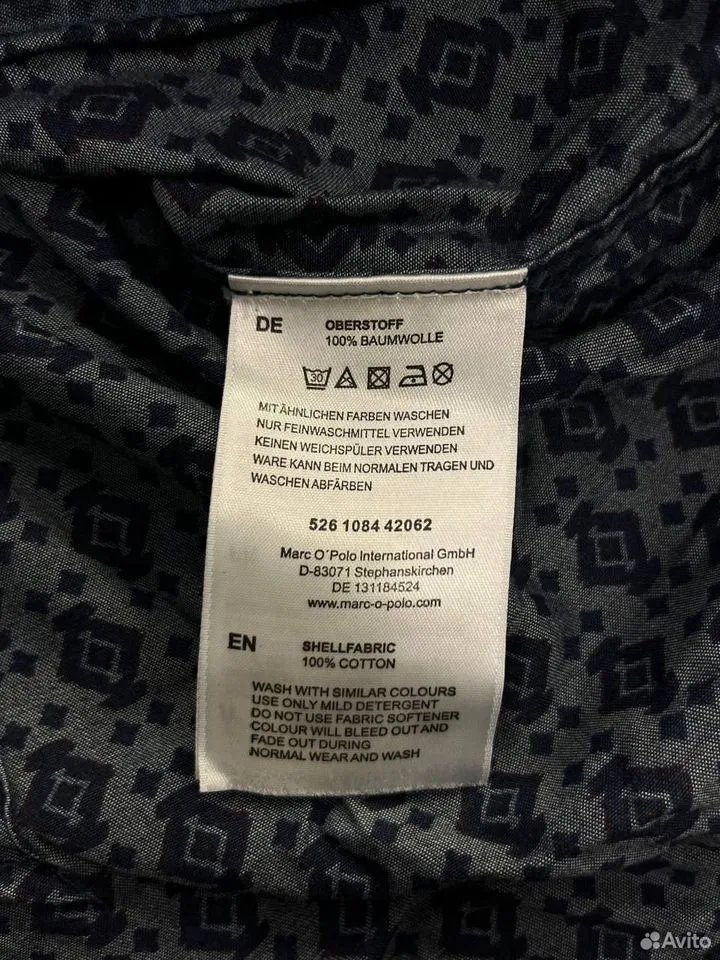 DE OBERSTOFF
100% BAUMWOLLE
30
MIT ÄHNLICHEN FARBEN WASCHEN
NUR FEINWASCHMITTEL VERWENDEN
KEINEN WEICHSPÜLER VERWENDEN
WARE KANN BEIM NORMALEN TRAGEN UND
WASCHEN ABFÄRBEN
526 1084 42062
Marc O´Polo International GmbH
D-83071 Stephanskirchen
DE 131184524
www.marc-o-polo.com
EN SHELLFABRIC
100% COTTON
WASH WITH SIMILAR COLOURS
USE ONLY MILD DETERGENT
DO NOT USE FABRIC SOFTENER
COLOUR WILL BLEED OUT AND
FADE OUT DURING
NORMAL WEAR AND WASH
Avito